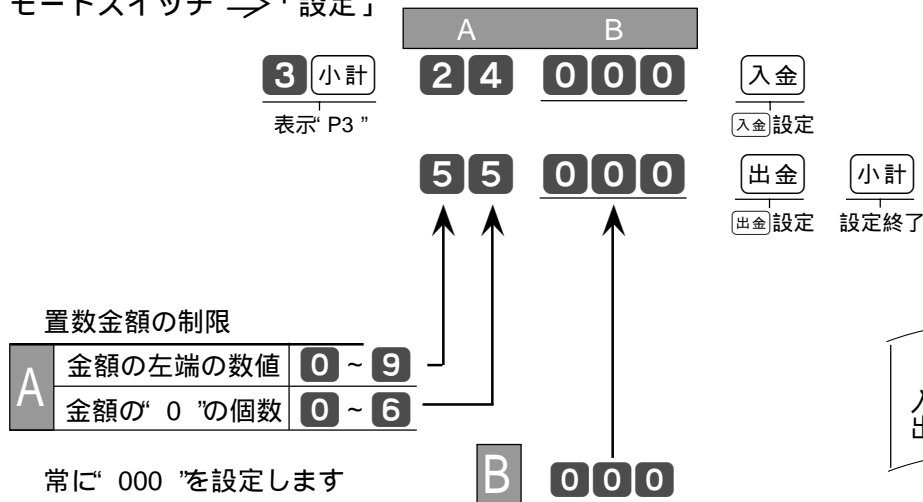 モードスイッチ ⇒「設定」
A B
3 小計 2 4 0 0 0 入金
表示“ P3 ” 入金 設定
5 5 0 0 0 出金 小計
出金 設定 設定終了
置数金額の制限
A 金額の左端の数値 0 ~ 9
金額の“ 0 ”の個数 0 ~ 6
常に“ 000 ”を設定します B 0 0 0